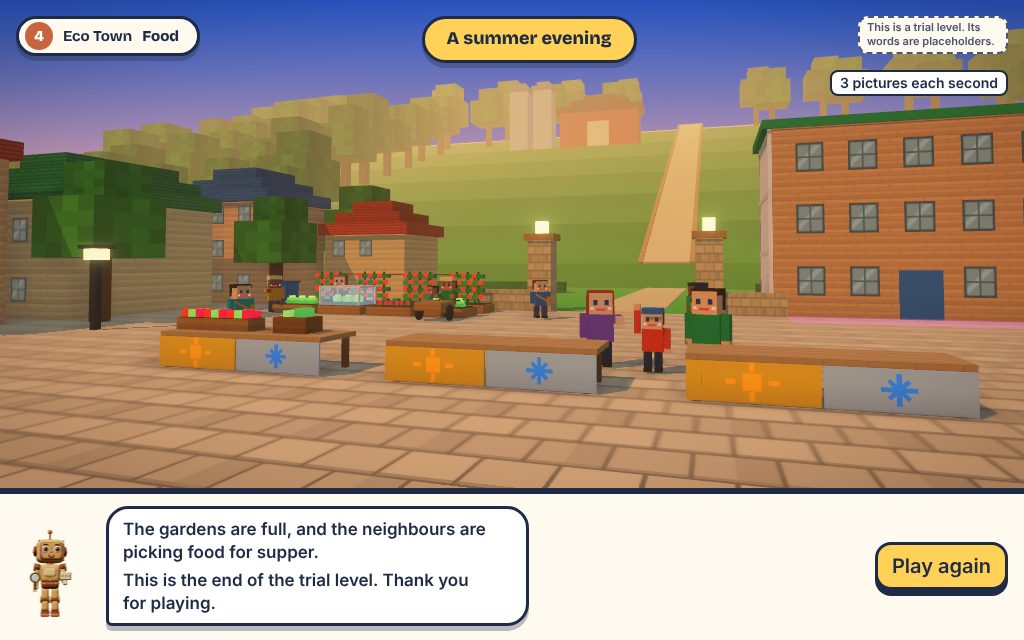 4 Eco Town Food
A summer evening
This is a trial level. Its
words are placeholders.
3 pictures each second
The gardens are full, and the neighbours are
picking food for supper.
This is the end of the trial level. Thank you
for playing.
Play again